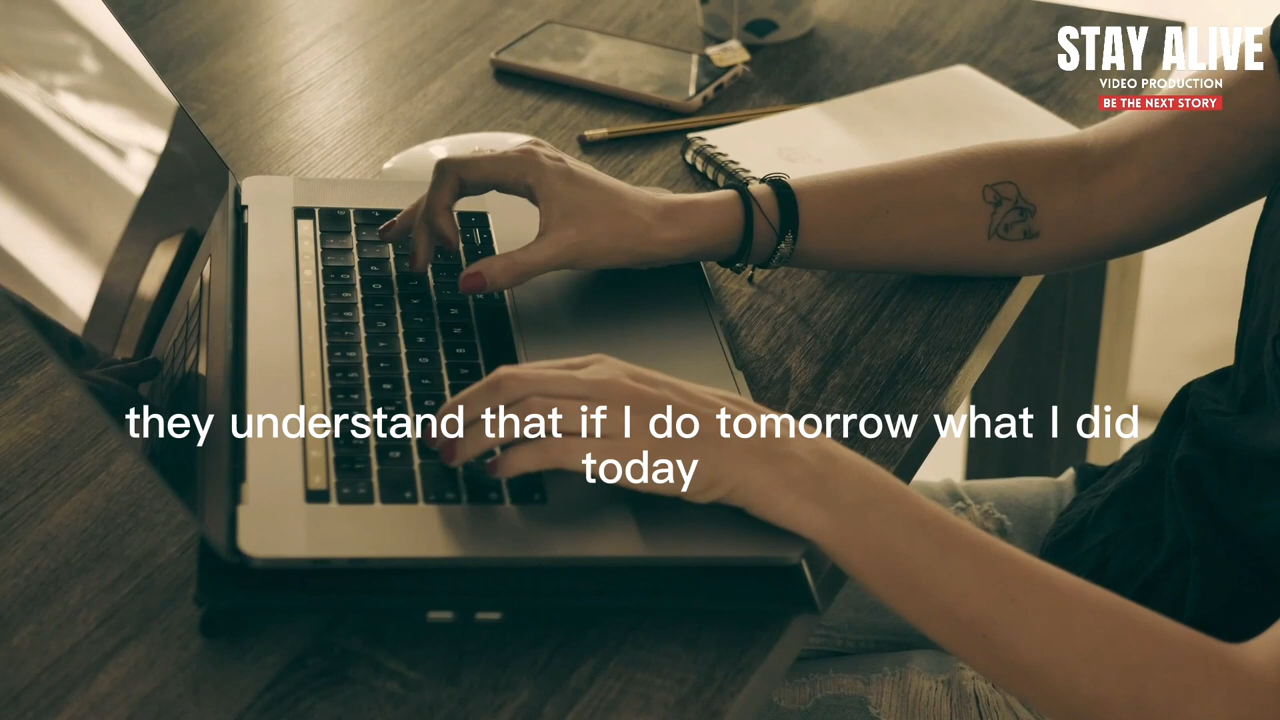 STAY ALIVE
VIDEO PRODUCTION
BE THE NEXT STORY
they understand that if I do tomorrow what I did
today